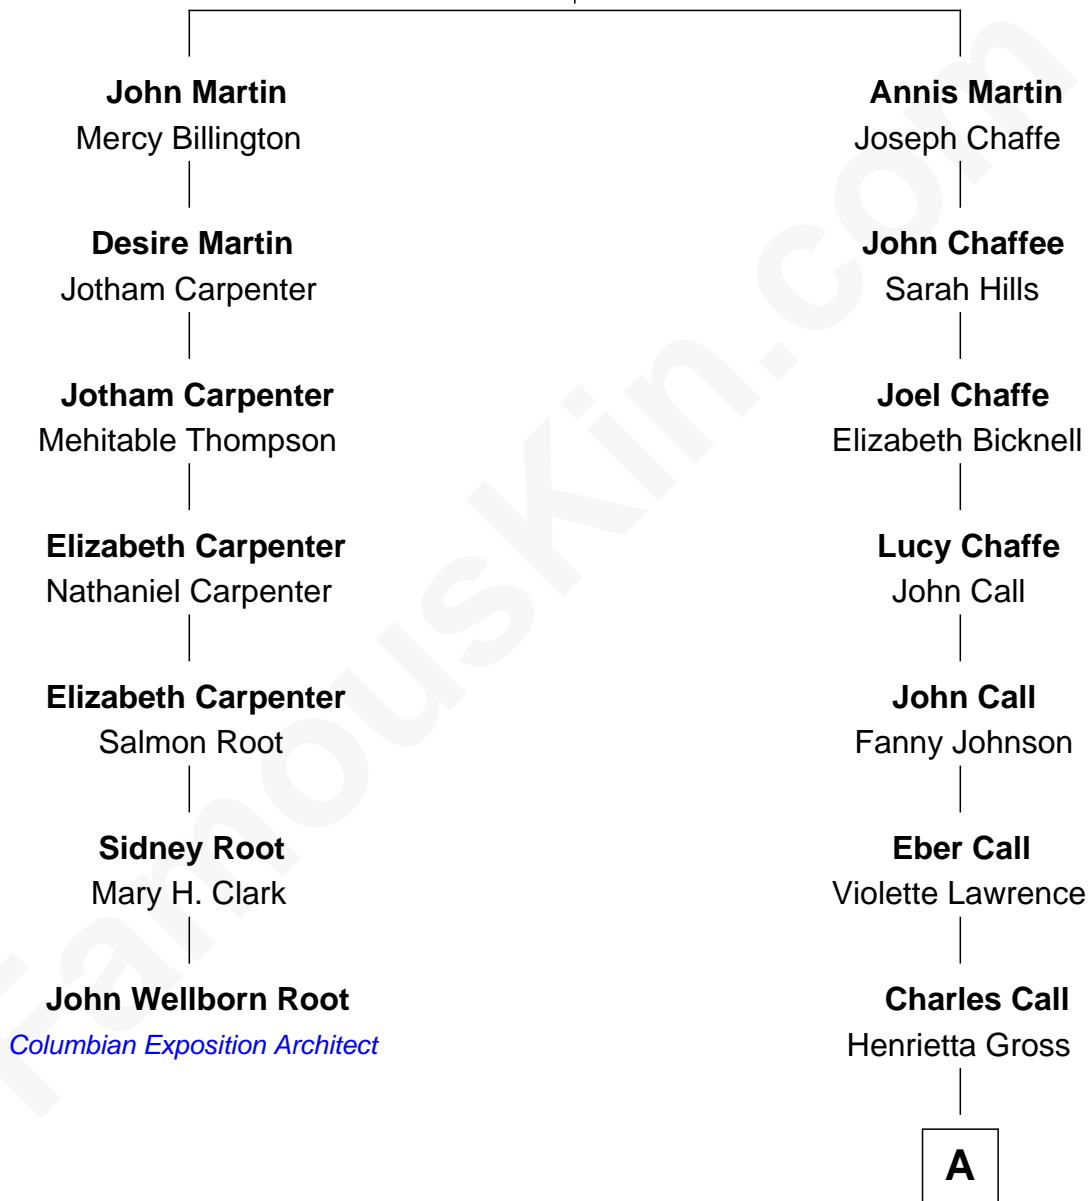 John Martin
Mercy Billington
Desire Martin
Jotham Carpenter
Jotham Carpenter
Mehitable Thompson
Elizabeth Carpenter
Nathaniel Carpenter
Elizabeth Carpenter
Salmon Root
Sidney Root
Mary H. Clark
John Wellborn Root
Columbian Exposition Architect
Annis Martin
Joseph Chaffe
John Chaffee
Sarah Hills
Joel Chaffe
Elizabeth Bicknell
Lucy Chaffe
John Call
John Call
Fanny Johnson
Eber Call
Violette Lawrence
Charles Call
Henrietta Gross
A
FamousKin.com